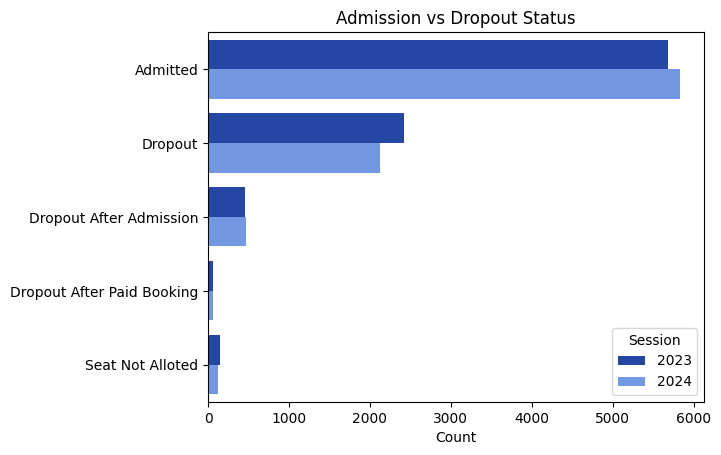 Admission vs Dropout Status
Admitted
Dropout
Dropout After Admission
Dropout After Paid Booking
Seat Not Alloted
Session
2023
2024
0 1000 2000 3000 4000 5000 6000
Count